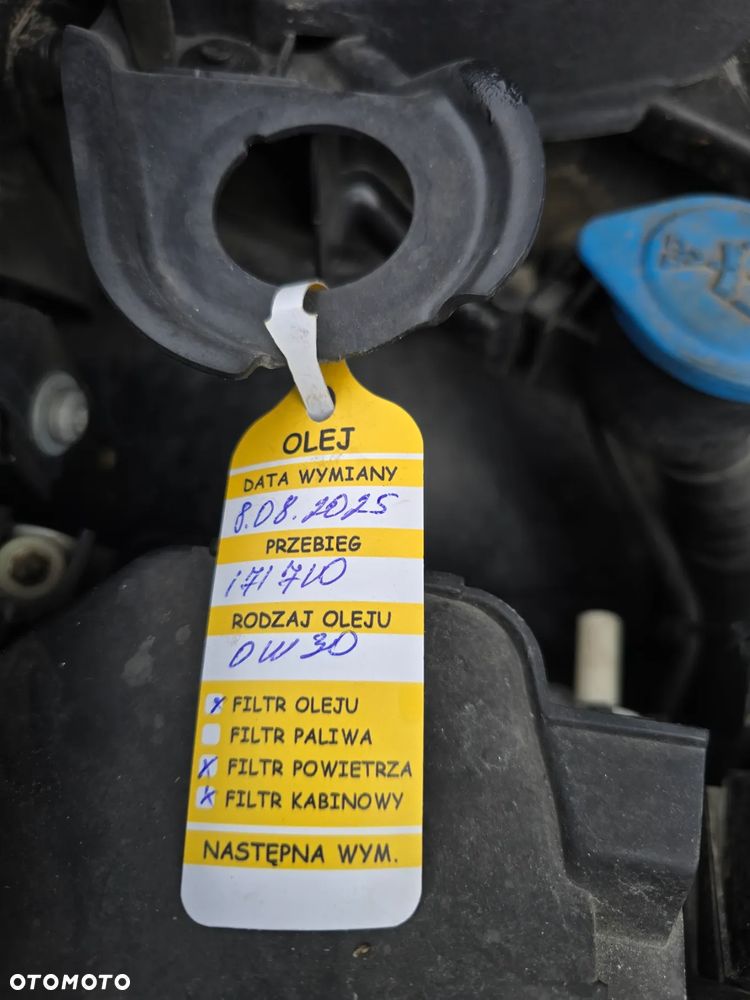 OLEJ
DATA WYMIANY
8.08.2025
PRZEBIEG
171710
RODZAJ OLEJU
0W30
x FILTR OLEJU
FILTR PALIWA
x FILTR POWIETRZA
x FILTR KABINOWY
NASTĘPNA WYM.
OTOMOTO